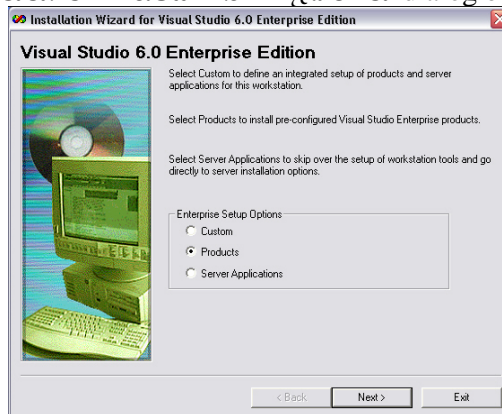 Installation Wizard for Visual Studio 6.0 Enterprise Edition
Visual Studio 6.0 Enterprise Edition
Select Custom to define an integrated setup of products and server
applications for this workstation.
Select Products to install pre-configured Visual Studio Enterprise products.
Select Server Applications to skip over the setup of workstation tools and go
directly to server installation options.
Enterprise Setup Options
Custom
Products
Server Applications
< Back
Next >
Exit